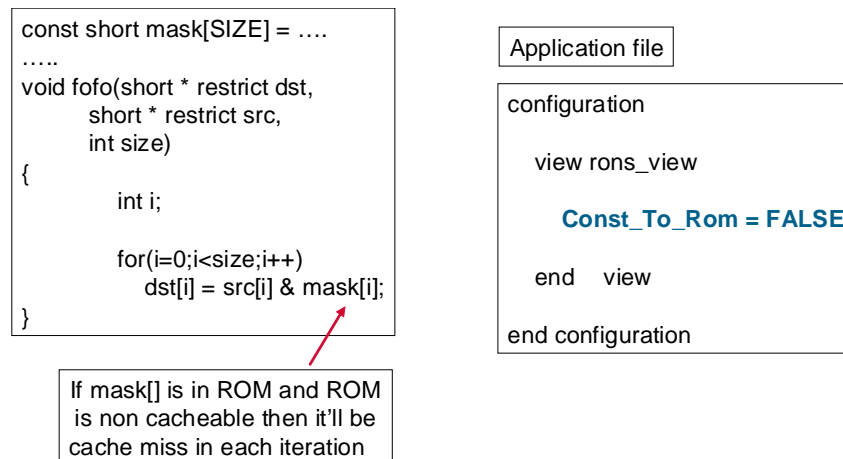 const short mask[SIZE] = ….
…..
void fofo(short * restrict dst,
short * restrict src,
int size)
{
int i;
for(i=0;i<size;i++)
dst[i] = src[i] & mask[i];
}
If mask[] is in ROM and ROM
is non cacheable then it'll be
cache miss in each iteration
Application file
configuration
view rons_view
Const_To_Rom = FALSE
end view
end configuration